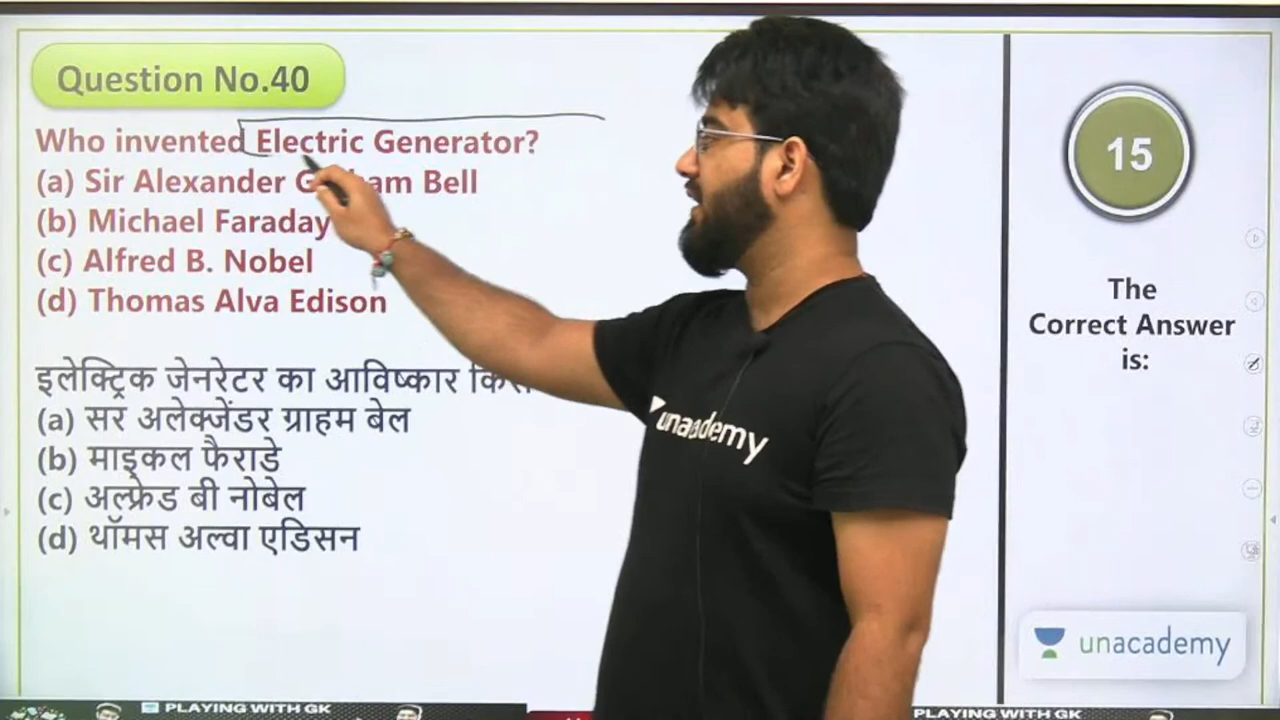 Question No.40
Who invented Electric Generator?
(a) Sir Alexander Bell
(b) Michael Faraday
(c) Alfred B. Nobel
(d) Thomas Alva Edison
इलेक्ट्रिक जेनरेटर का आविष्कार
(a) सर अलेक्जेंडर ग्राहम बेल
(b) माइकल फैराडे
(c) अल्फ्रेड बी नोबेल
(d) थॉमस अल्वा एडिसन
15
The
Correct Answer
is:
unacademy
unacademy
PLAYING WITH GK
PLAYING WITH GK